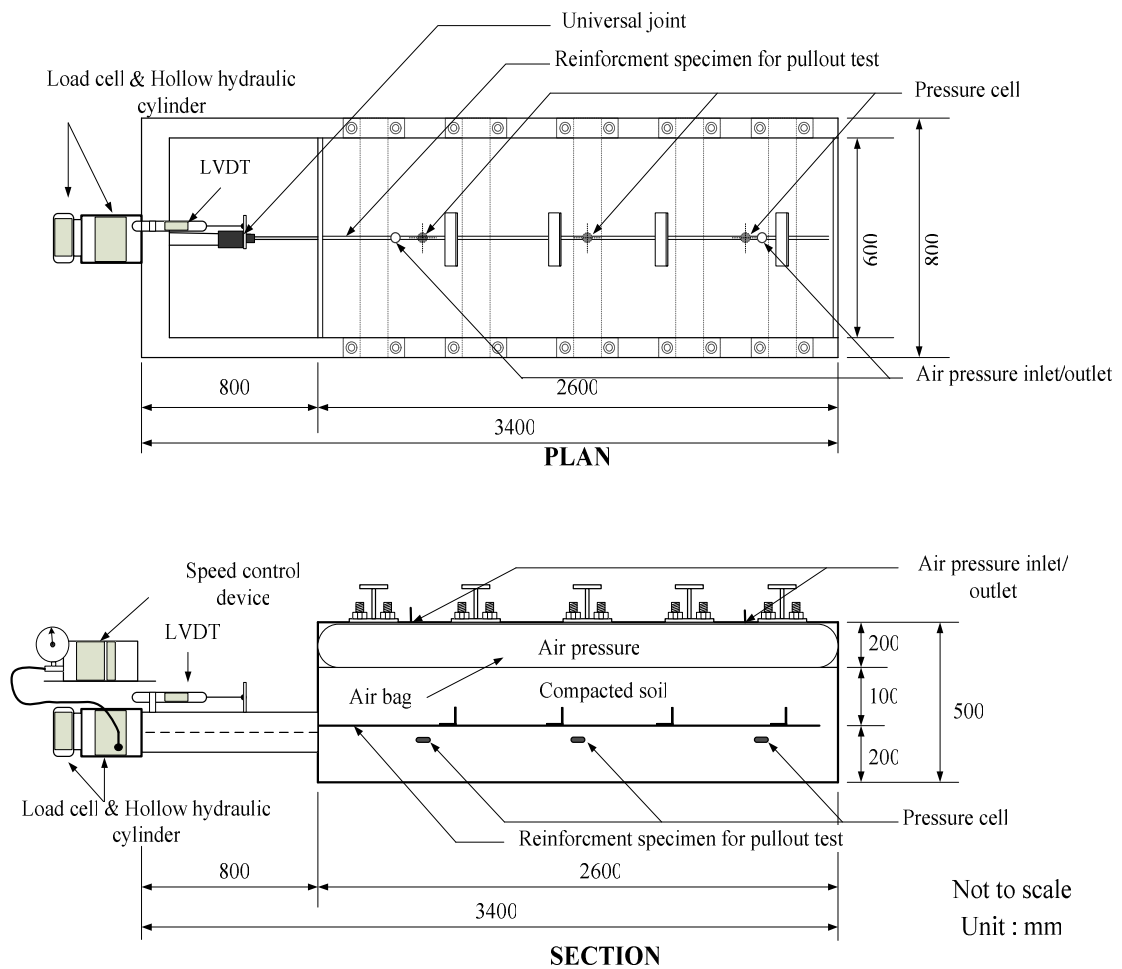 Universal joint
Reinforcment specimen for pullout test
Load cell & Hollow hydraulic
cylinder
Pressure cell
LVDT
600
800
Air pressure inlet/outlet
800
2600
3400
PLAN
Speed control
device
Air pressure inlet/
outlet
LVDT
Air pressure
200
Air bag
Compacted soil
100
500
200
Load cell & Hollow hydraulic
cylinder
Pressure cell
Reinforcment specimen for pullout test
800
2600
3400
Not to scale
Unit : mm
SECTION